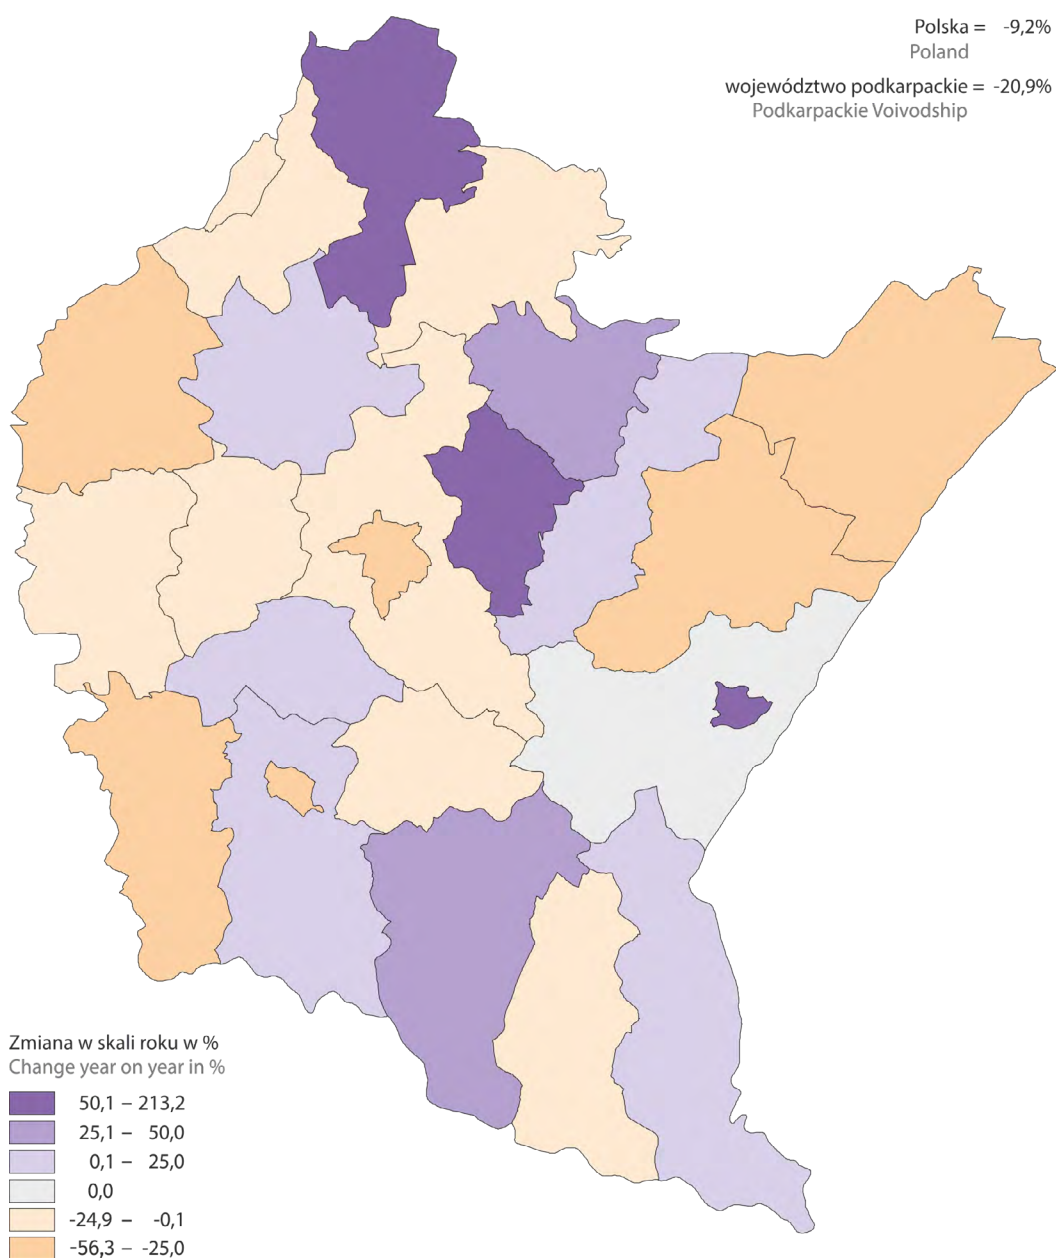 Polska = -9,2%
Poland
województwo podkarpackie = -20,9%
Podkarpackie Voivodship
Zmiana w skali roku w %
Change year on year in %
50,1 – 213,2
25,1 – 50,0
0,1 – 25,0
0,0
-24,9 – -0,1
-56,3 – -25,0